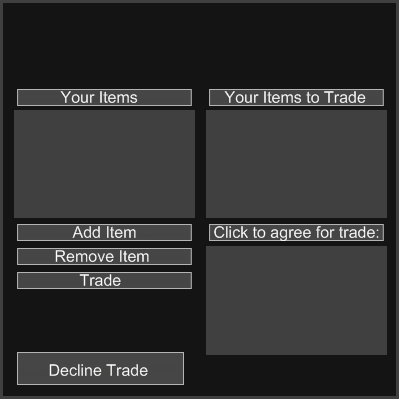 Your Items
Your Items to Trade
Add Item
Click to agree for trade:
Remove Item
Trade
Decline Trade